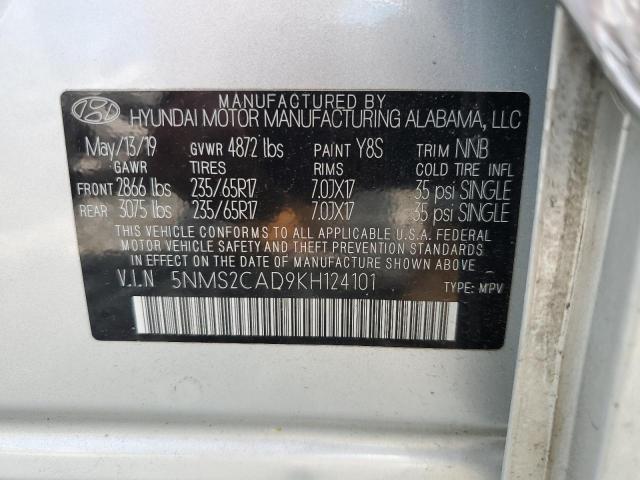 MANUFACTURED BY
HYUNDAI MOTOR MANUFACTURING ALABAMA, LLC
May/13/19 GVWR 4872 lbs PAINT Y8S TRIM NNB
GAWR TIRES RIMS COLD TIRE INFL
FRONT 2866 lbs 235/65R17 7.0JX17 35 psi SINGLE
REAR 3075 lbs 235/65R17 7.0JX17 35 psi SINGLE
THIS VEHICLE CONFORMS TO ALL APPLICABLE U.S. FEDERAL
MOTOR VEHICLE SAFETY AND THEFT PREVENTION STANDARDS
IN EFFECT ON THE DATE OF MANUFACTURE SHOWN ABOVE.
V.I.N 5NMS2CAD9KH124101 TYPE: MPV